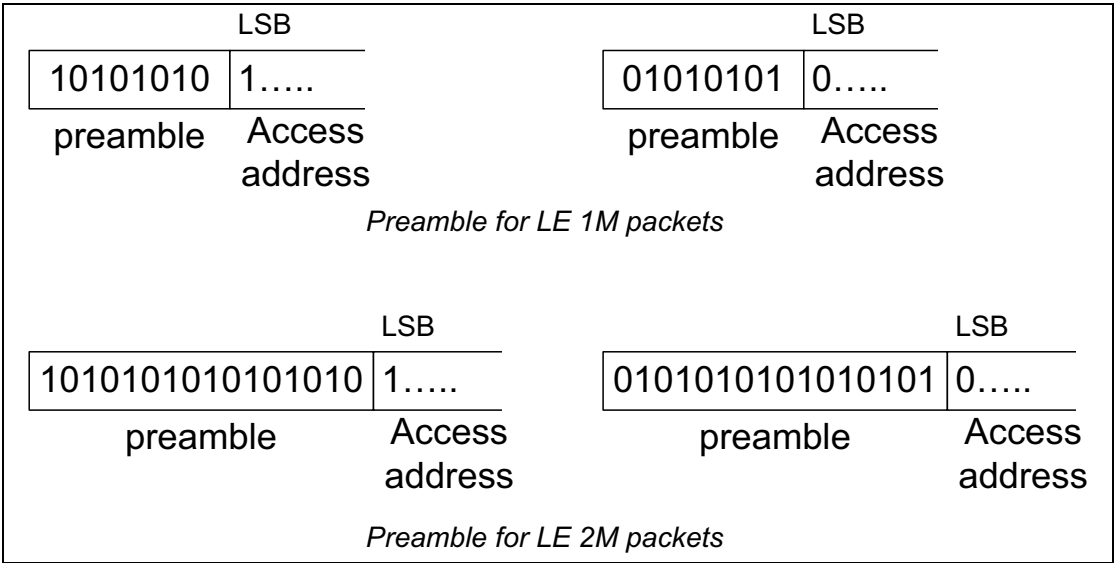 LSB LSB
10101010 1….. 01010101 0…..
preamble Access address preamble Access address
Preamble for LE 1M packets
LSB LSB
1010101010101010 1….. 0101010101010101 0…..
preamble Access address preamble Access address
Preamble for LE 2M packets